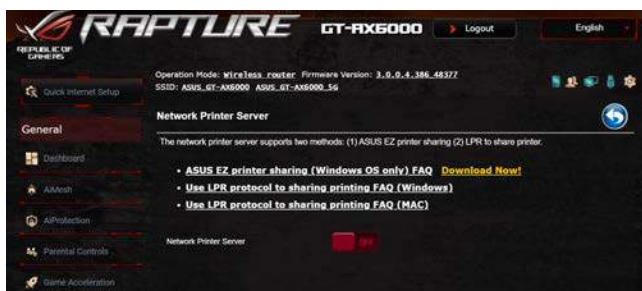 RAPTURE GT-AX6000 Logout English
REPUBLIC OF
GAMERS
Operation Mode: Wireless router Firmware Version: 3.0.0.4.386_48377
SSID: ASUS_GT-AX6000 ASUS_GT-AX6000_5G
Quick Internet Setup
General
Network Printer Server
The network printer server supports two methods: (1) ASUS EZ printer sharing (2) LPR to share printer.
Dashboard
• ASUS EZ printer sharing (Windows OS only) FAQ Download Now!
AiMesh
• Use LPR protocol to sharing printing FAQ (Windows)
• Use LPR protocol to sharing printing FAQ (MAC)
AiProtection
Network Printer Server OFF
Parental Controls
Game Acceleration